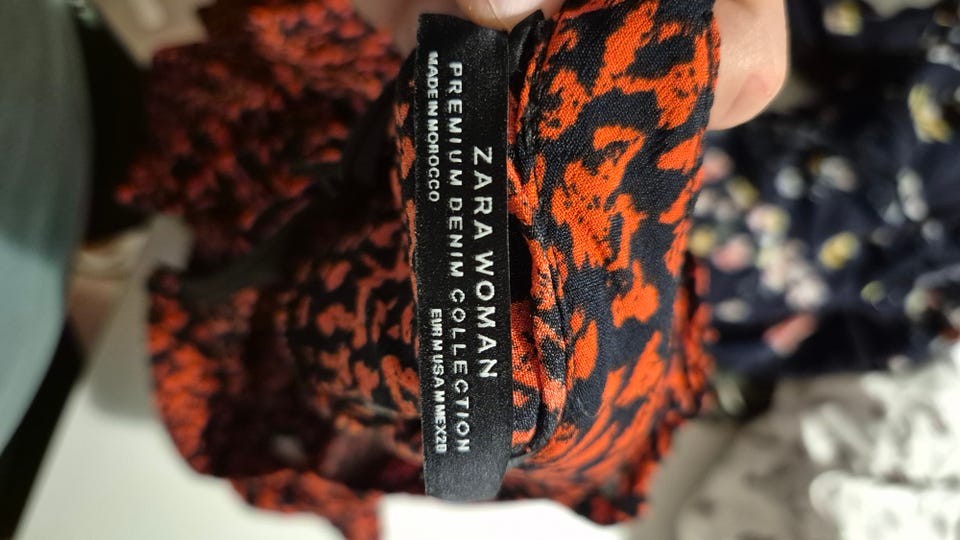 ZARA WOMAN
PREMIUM DENIM COLLECTION
MADE IN MOROCCO EUR M USA M MEX 28